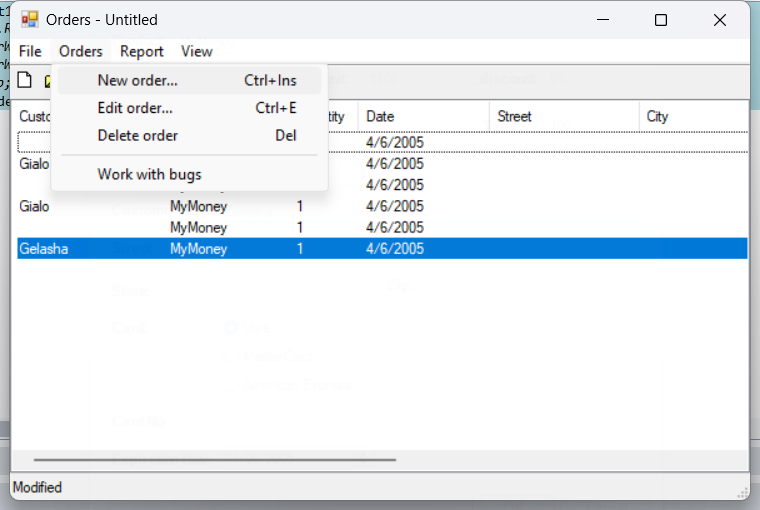 Orders - Untitled
File Orders Report View
New order... Ctrl+Ins
Edit order... Ctrl+E
Delete order Del
Work with bugs
Date Street City
4/6/2005
Gialo 4/6/2005
4/6/2005
Gialo MyMoney 1 4/6/2005
MyMoney 1 4/6/2005
Gelasha MyMoney 1 4/6/2005
Modified